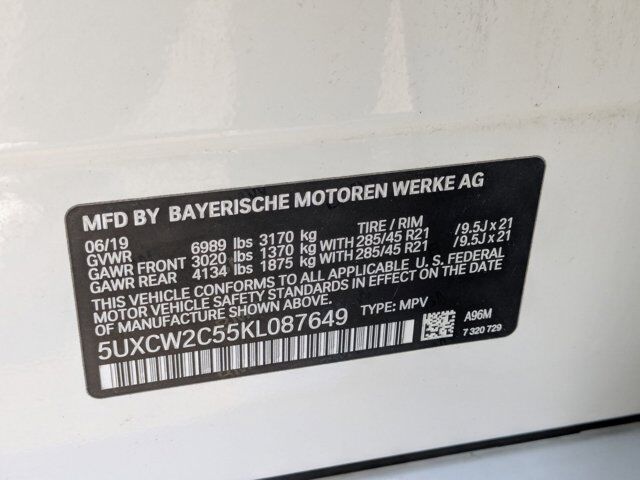 MFD BY BAYERISCHE MOTOREN WERKE AG
06/19 TIRE / RIM
GVWR 6989 lbs 3170 kg
GAWR FRONT 3020 lbs 1370 kg WITH 285/45 R21 /9.5J x 21
GAWR REAR 4134 lbs 1875 kg WITH 285/45 R21 /9.5J x 21
THIS VEHICLE CONFORMS TO ALL APPLICABLE U. S. FEDERAL
MOTOR VEHICLE SAFETY STANDARDS IN EFFECT ON THE DATE
OF MANUFACTURE SHOWN ABOVE.
5UXCW2C55KL087649 TYPE: MPV
A96M
7 320 729